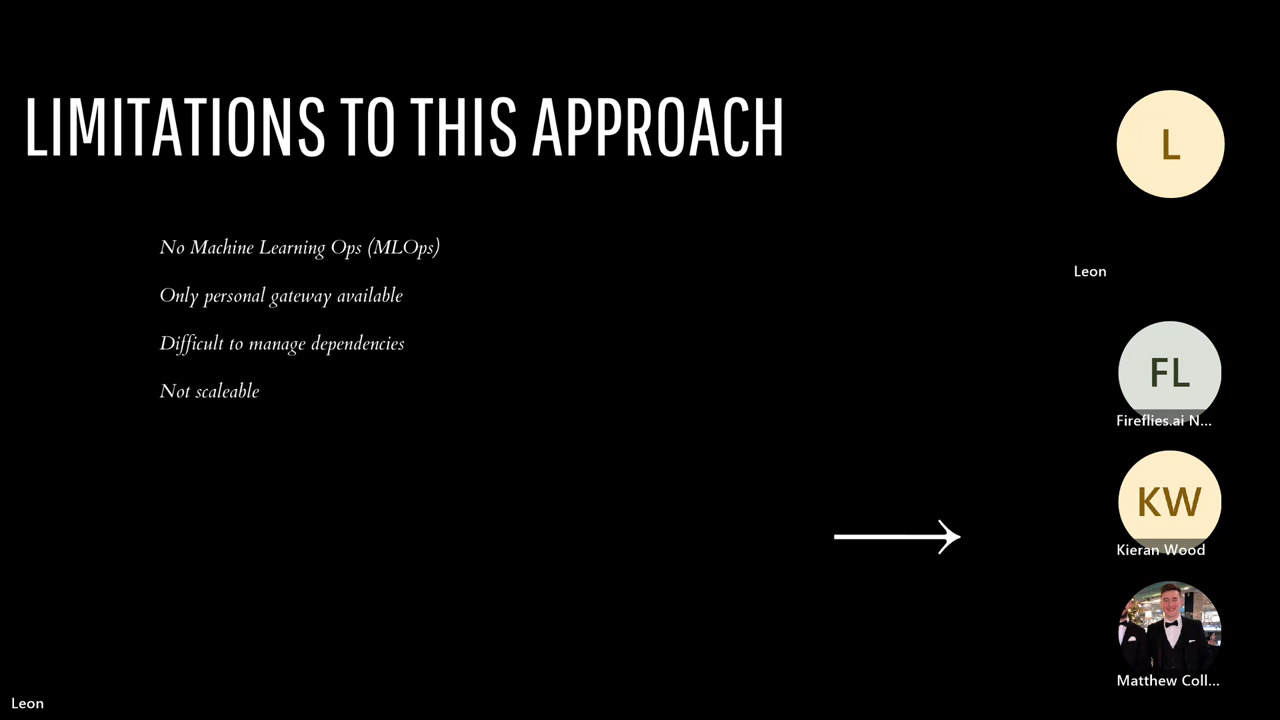 LIMITATIONS TO THIS APPROACH
No Machine Learning Ops (MLOps)
Only personal gateway available
Difficult to manage dependencies
Not scaleable
L
Leon
FL
Fireflies.ai N...
KW
Kieran Wood
Matthew Coll...
Leon